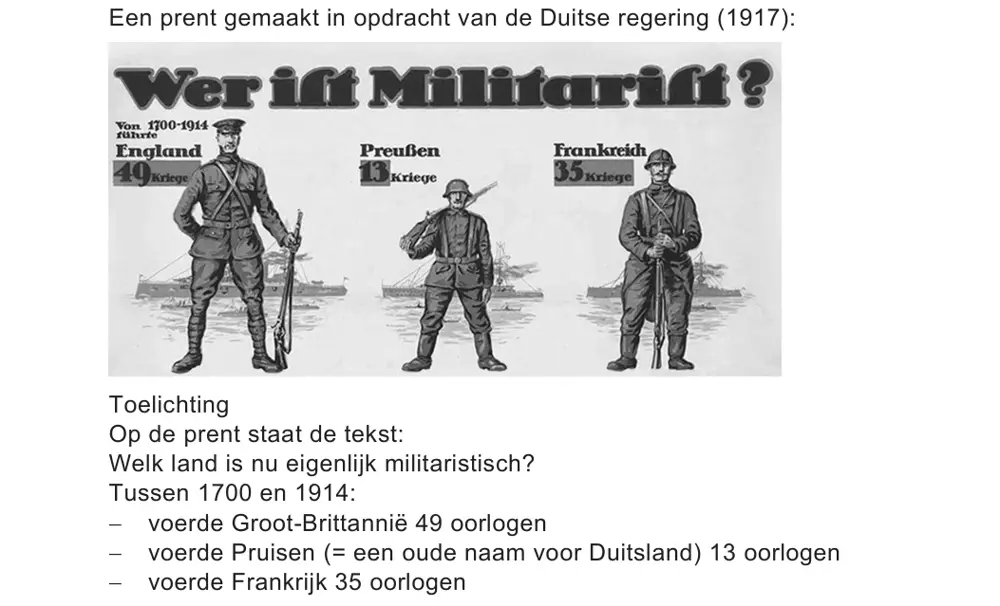 Een prent gemaakt in opdracht van de Duitse regering (1917):
Wer ist Militarist?
Von 1700-1914
führte
England
49 Kriege
Preußen
13 Kriege
Frankreich
35 Kriege
Toelichting
Op de prent staat de tekst:
Welk land is nu eigenlijk militaristisch?
Tussen 1700 en 1914:
– voerde Groot-Brittannië 49 oorlogen
– voerde Pruisen (= een oude naam voor Duitsland) 13 oorlogen
– voerde Frankrijk 35 oorlogen